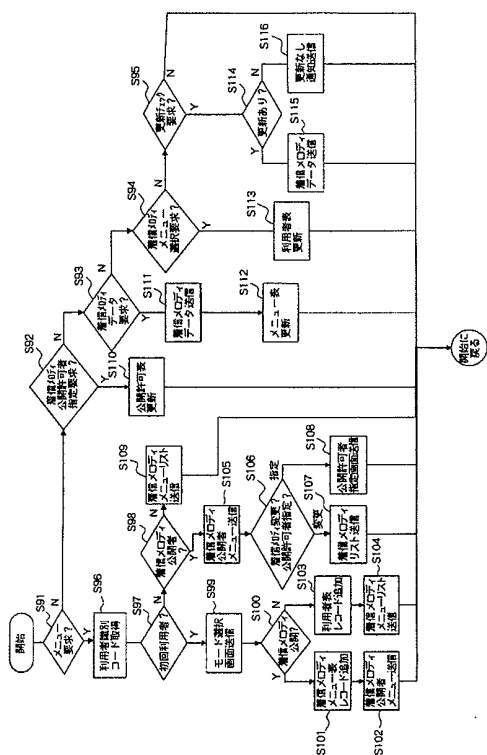 開始
S91
メニュー
要求？
N
Y
S96
利用者識別
コード取得
S97
初回利用者？
N
Y
S99
モード選択
画面送信
S100
着信メロディ
公開？
Y
N
S101
着信メロディ
メニュー表
レコード追加
S102
着信メロディ
公開者
メニュー送信
S103
利用者表
レコード追加
S104
着信メロディ
メニューリスト
送信
S98
着信メロディ
公開者
？
N
Y
S109
着信メロディ
メニューリスト
送信
S105
着信メロディ
公開者
メニュー送信
S106
着信メロディ変更？
公開許可者指定？
変更
指定
S107
着信メロディ
リスト送信
S108
公開許可者
指定画面送信
S92
着信メロディ
公開許可者
指定要求？
N
Y
S110
公開許可表
更新
S93
着信メロディ
データ
要求？
N
Y
S111
着信メロディ
データ送信
S112
メニュー表
更新
S94
着信メロディ
メニュー
選択要求？
N
Y
S113
利用者表
更新
S95
更新チェック
要求？
N
Y
S114
更新あり？
Y
N
S115
着信メロディ
データ送信
S116
更新なし
通知送信
開始に
戻る